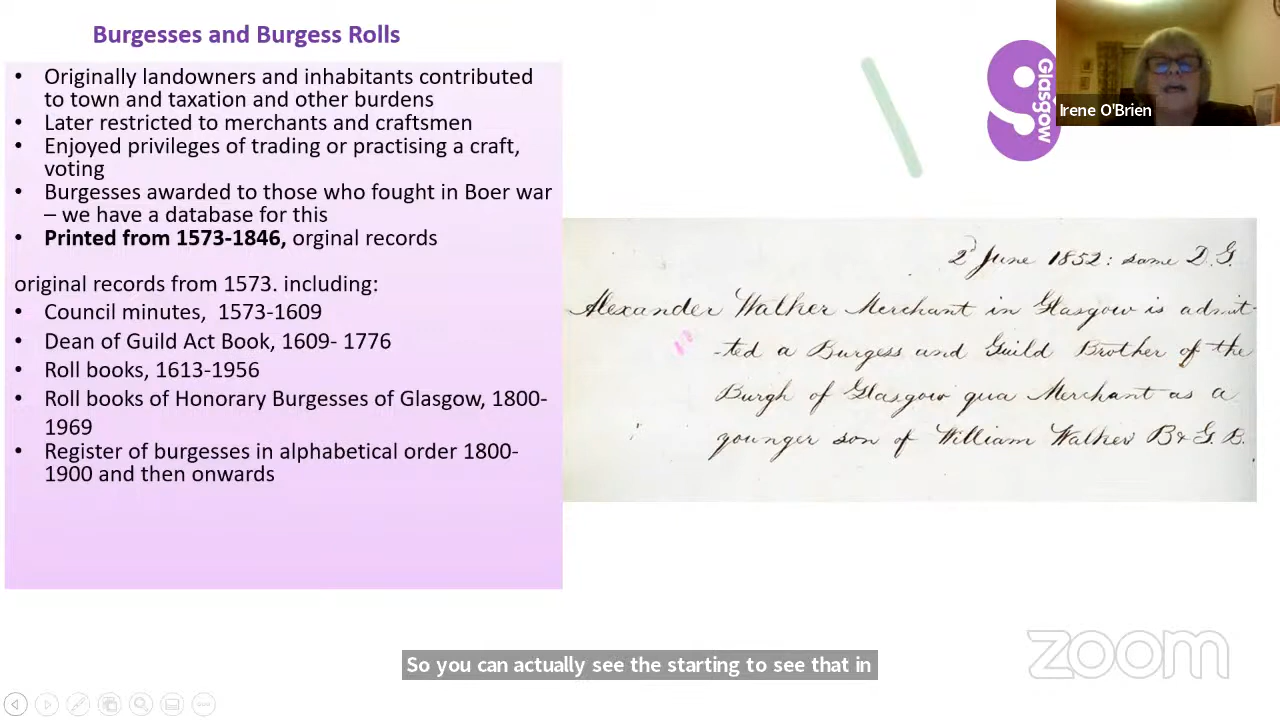 Burgesses and Burgess Rolls
• Originally landowners and inhabitants contributed
to town and taxation and other burdens
• Later restricted to merchants and craftsmen
• Enjoyed privileges of trading or practising a craft,
voting
• Burgesses awarded to those who fought in Boer war
– we have a database for this
• Printed from 1573-1846, orginal records
original records from 1573. including:
• Council minutes, 1573-1609
• Dean of Guild Act Book, 1609- 1776
• Roll books, 1613-1956
• Roll books of Honorary Burgesses of Glasgow, 1800-
1969
• Register of burgesses in alphabetical order 1800-
1900 and then onwards
2d June 1852: same D. G.
Alexander Walker Merchant in Glasgow is admit-
-ted a Burgess and Guild Brother of the
Burgh of Glasgow qua Merchant as a
younger son of William Walker B & G. B.
Glasgow
Irene O'Brien
So you can actually see the starting to see that in
zoom